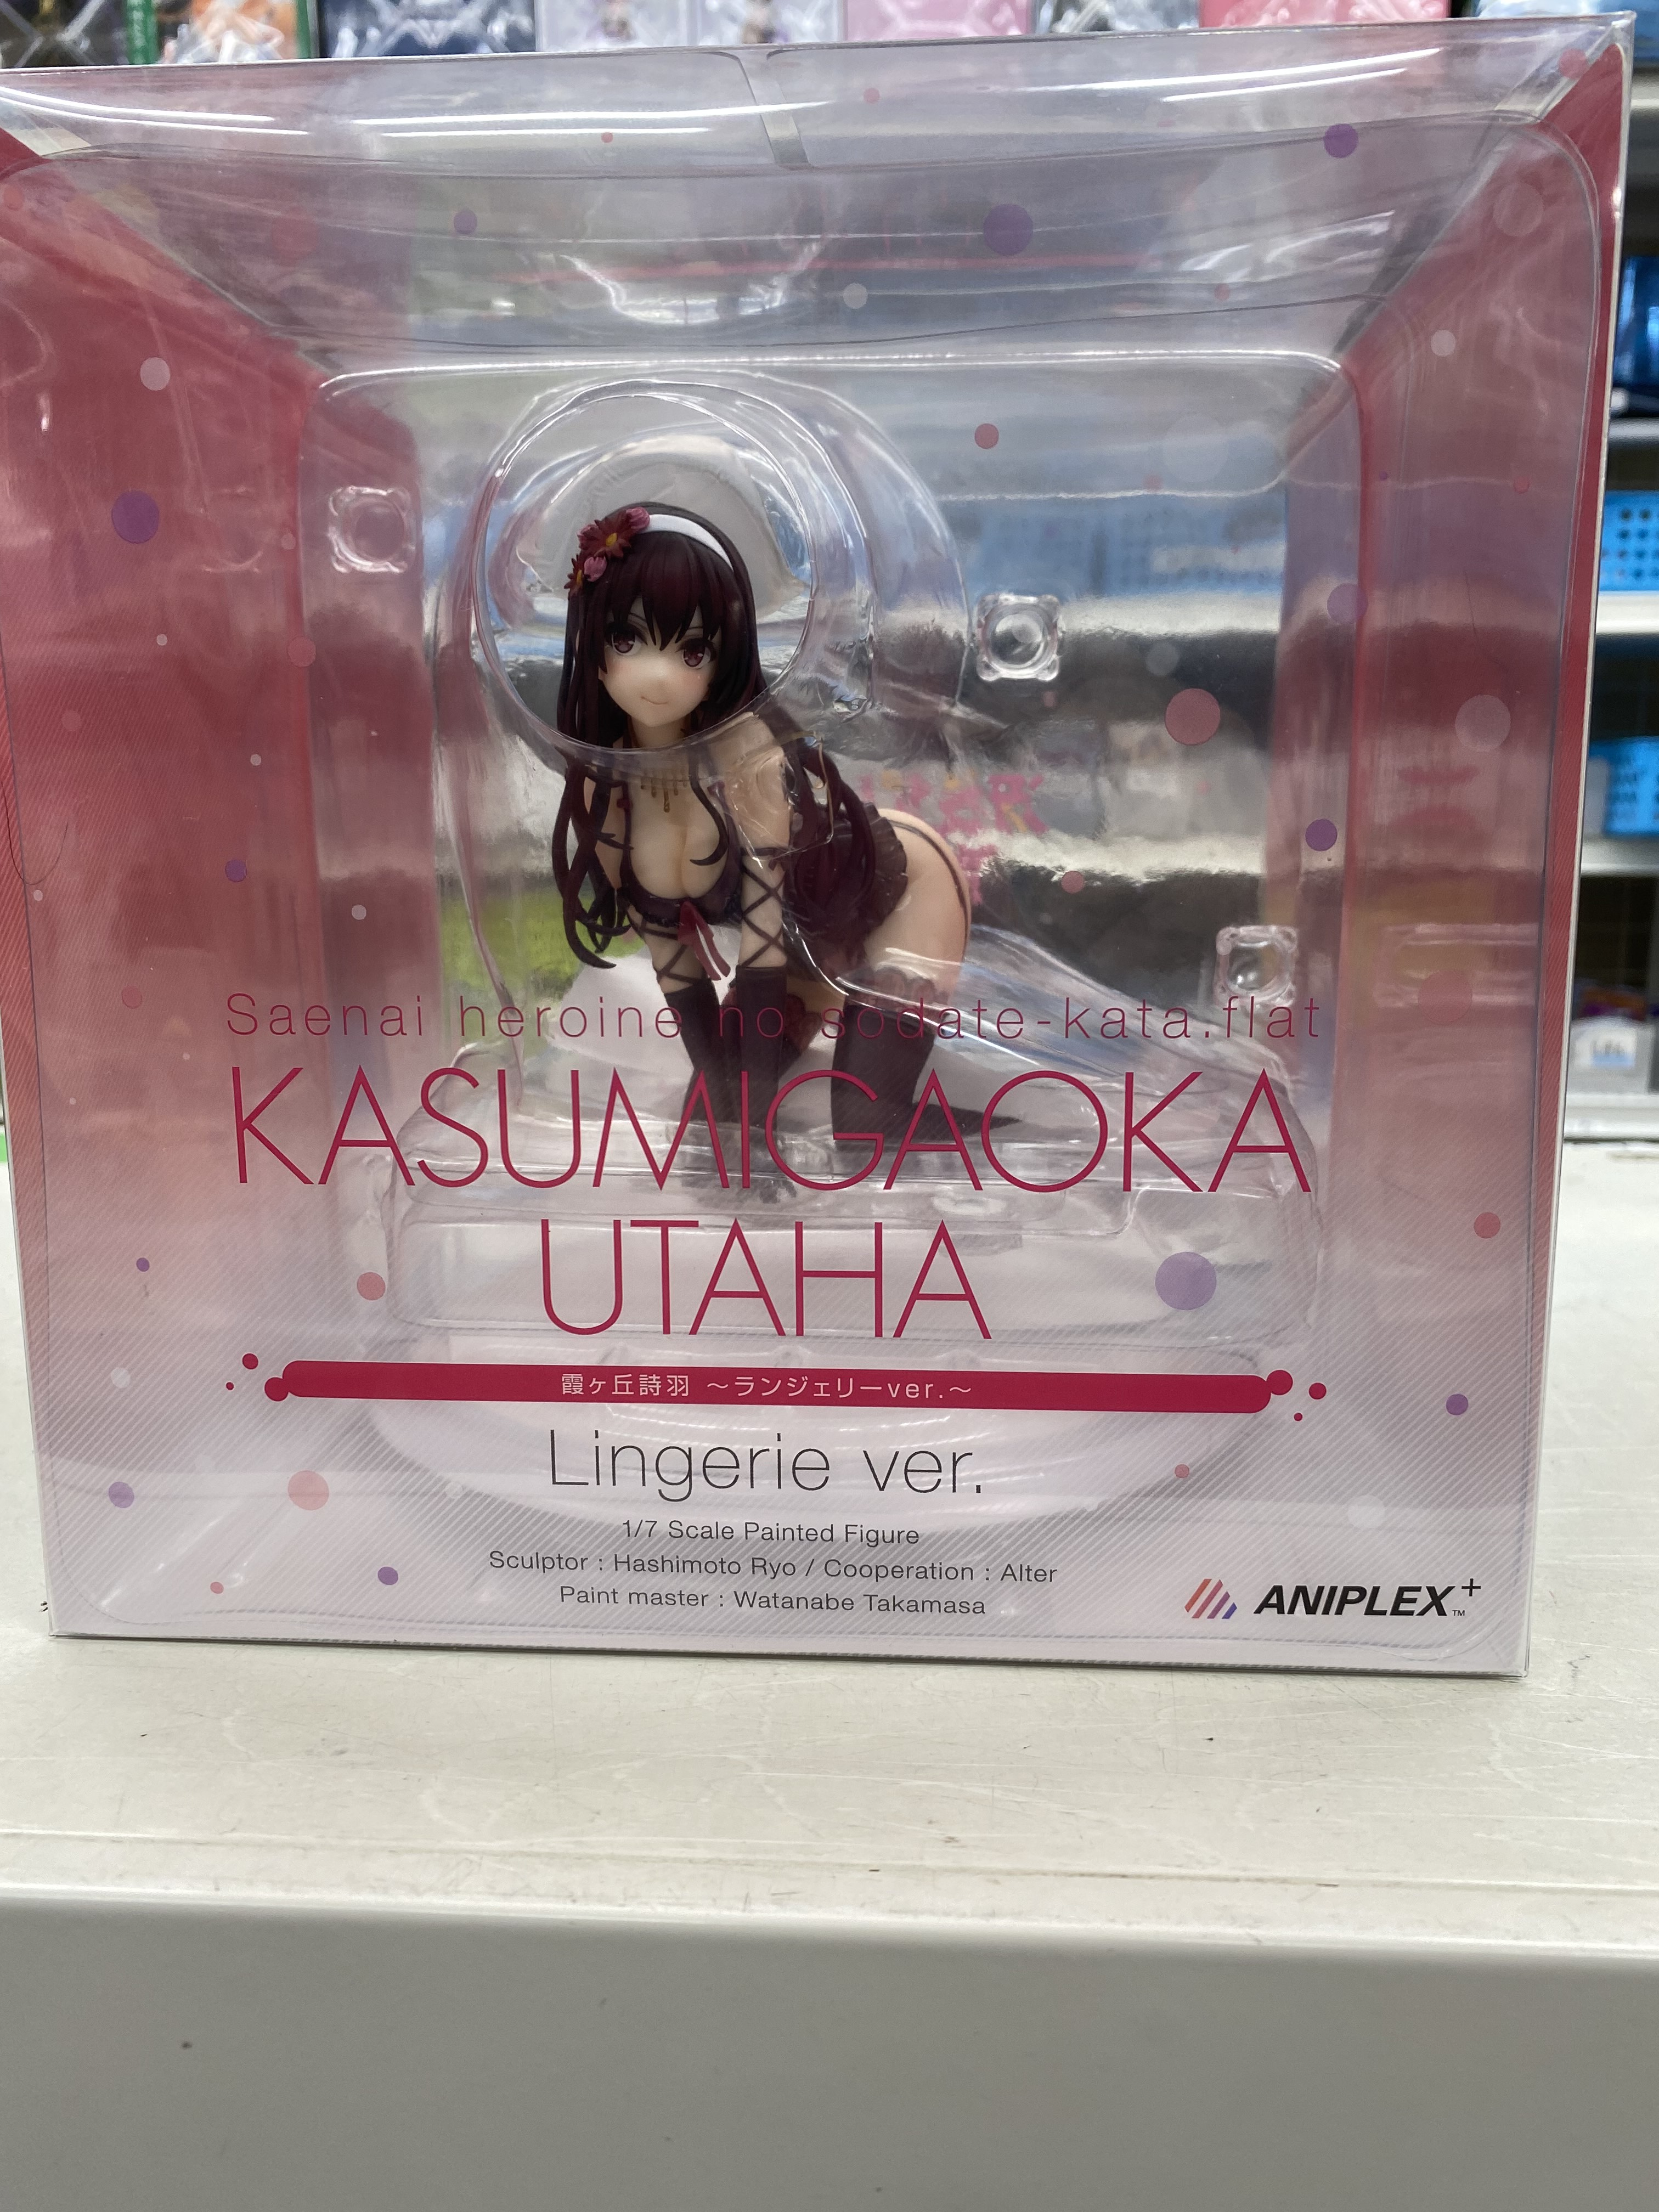 Saenai heroine no sodate-kata.flat
KASUMIGAOKA
UTAHA
霞ヶ丘詩羽 ～ランジェリーver.～
Lingerie ver.
1/7 Scale Painted Figure
Sculptor : Hashimoto Ryo / Cooperation : Alter
Paint master : Watanabe Takamasa
ANIPLEX+™